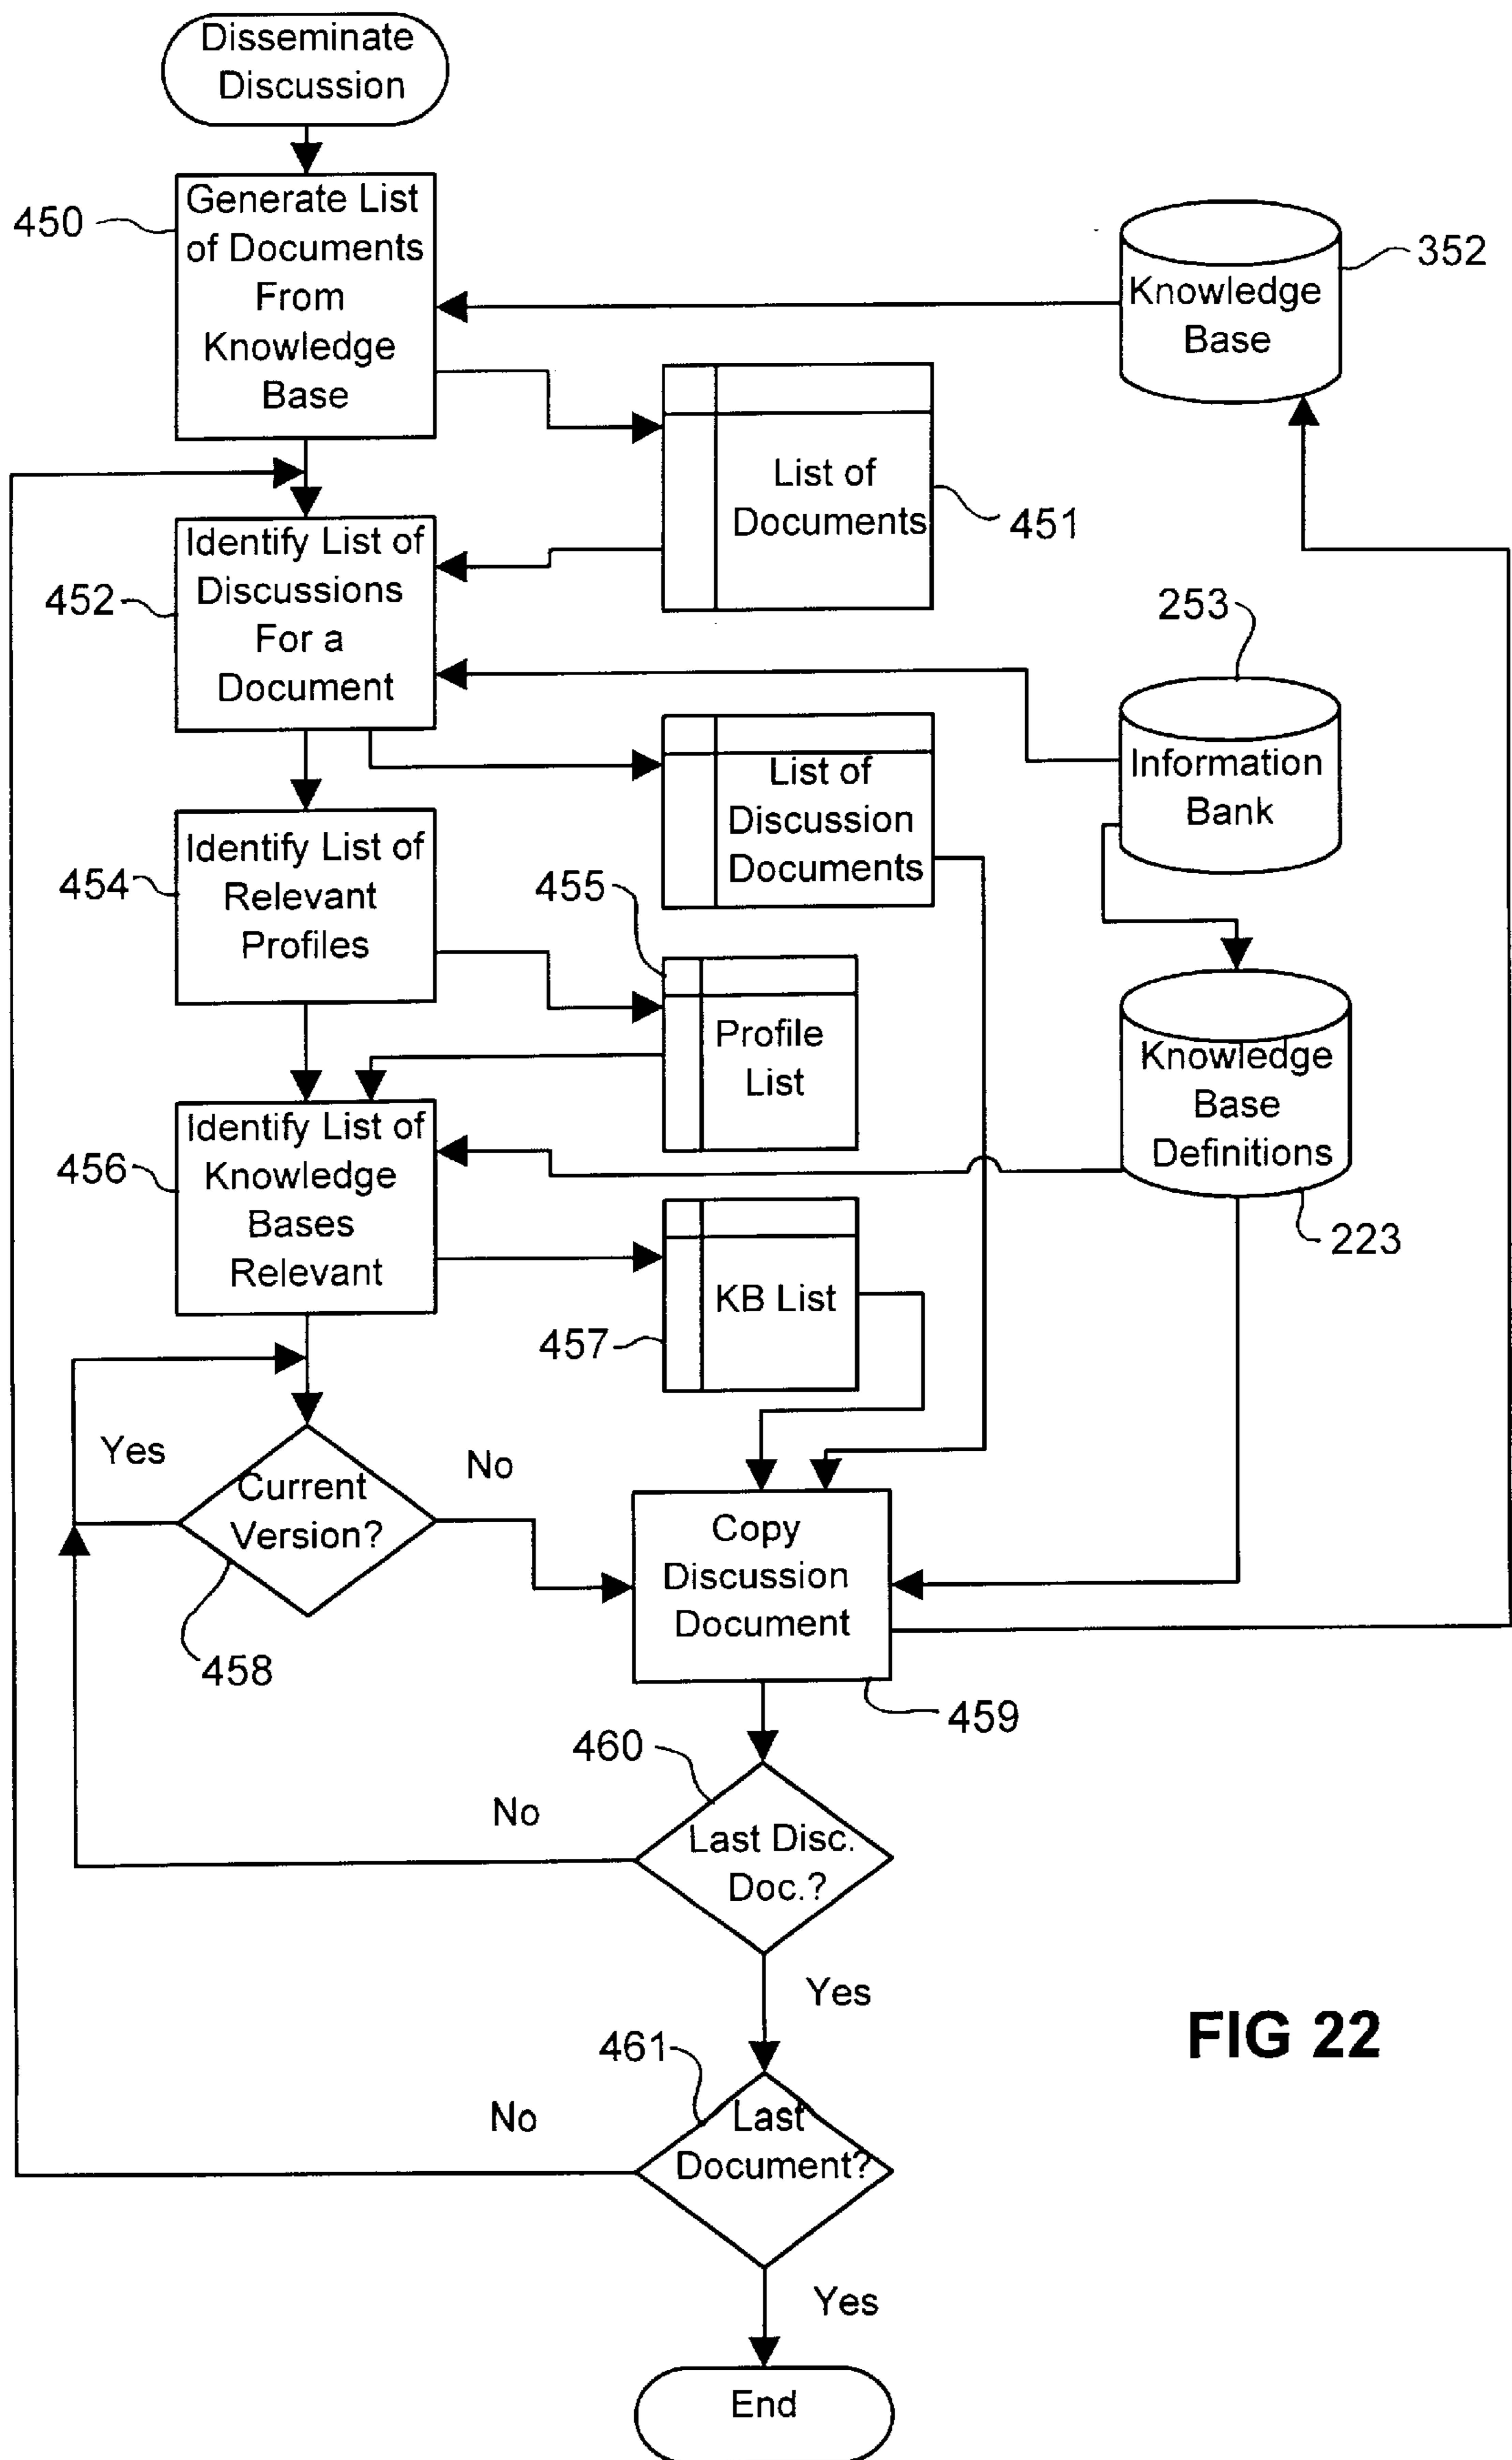 Disseminate
Discussion
450
Generate List
of Documents
From
Knowledge
Base
Knowledge
Base
352
List of
Documents
451
452
Identify List of
Discussions
For a
Document
253
Information
Bank
List of
Discussion
Documents
454
Identify List of
Relevant
Profiles
455
Profile
List
Knowledge
Base
Definitions
223
456
Identify List of
Knowledge
Bases
Relevant
KB List
457
Yes
Current
Version?
No
458
Copy
Discussion
Document
459
460
No
Last Disc.
Doc.?
Yes
461
No
Last
Document?
Yes
End
FIG 22